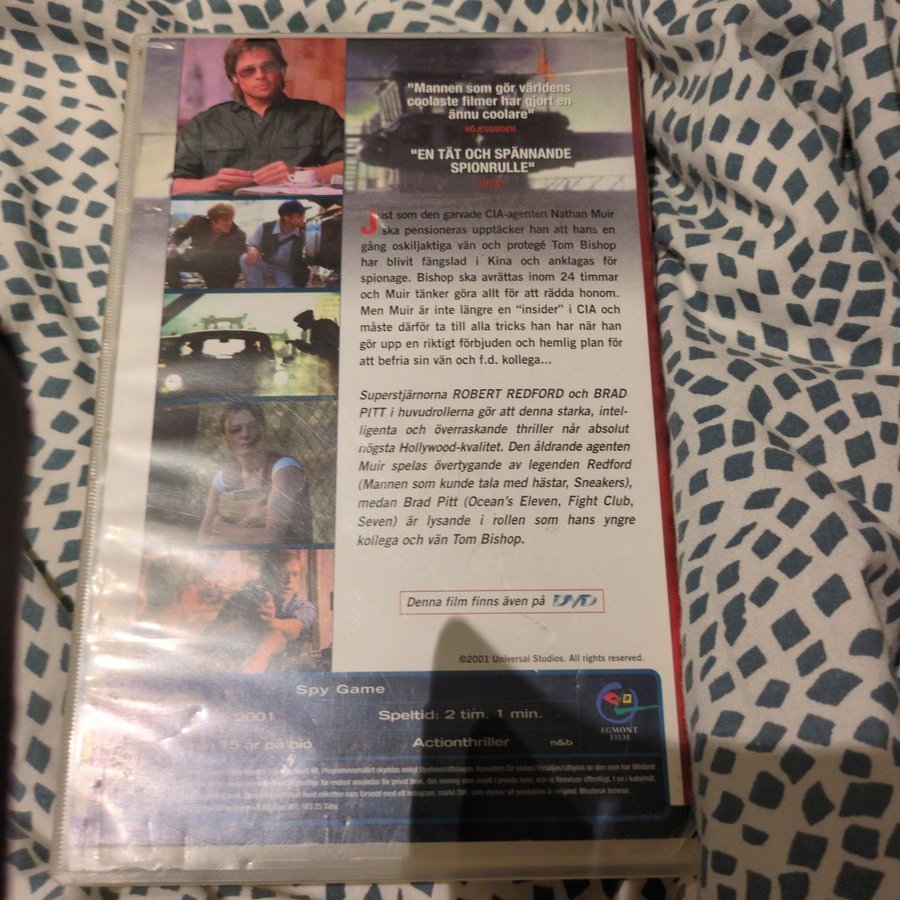 "Mannen som gör världens
coolaste filmer har gjort en
ännu coolare"
NÖJESGUIDEN
"EN TÄT OCH SPÄNNANDE
SPIONRULLE"
METRO
Just som den garvade CIA-agenten Nathan Muir
ska pensioneras upptäcker han att hans en
gång oskiljaktiga vän och protegé Tom Bishop
har blivit fängslad i Kina och anklagas för
spionage. Bishop ska avrättas inom 24 timmar
och Muir tänker göra allt för att rädda honom.
Men Muir är inte längre en "insider" i CIA och
måste därför ta till alla tricks han har när han
gör upp en riktigt förbjuden och hemlig plan för
att befria sin vän och f.d. kollega...
Superstjärnorna ROBERT REDFORD och BRAD
PITT i huvudrollerna gör att denna starka, intel-
ligenta och överraskande thriller når absolut
högsta Hollywood-kvalitet. Den åldrande agenten
Muir spelas övertygande av legenden Redford
(Mannen som kunde tala med hästar, Sneakers),
medan Brad Pitt (Ocean's Eleven, Fight Club,
Seven) är lysande i rollen som hans yngre
kollega och vän Tom Bishop.
Denna film finns även på DVD
©2001 Universal Studios. All rights reserved.
Spy Game
2001 Speltid: 2 tim. 1 min.
15 år på bio Actionthriller n&b
EGMONT
FILM
183 25 Täby